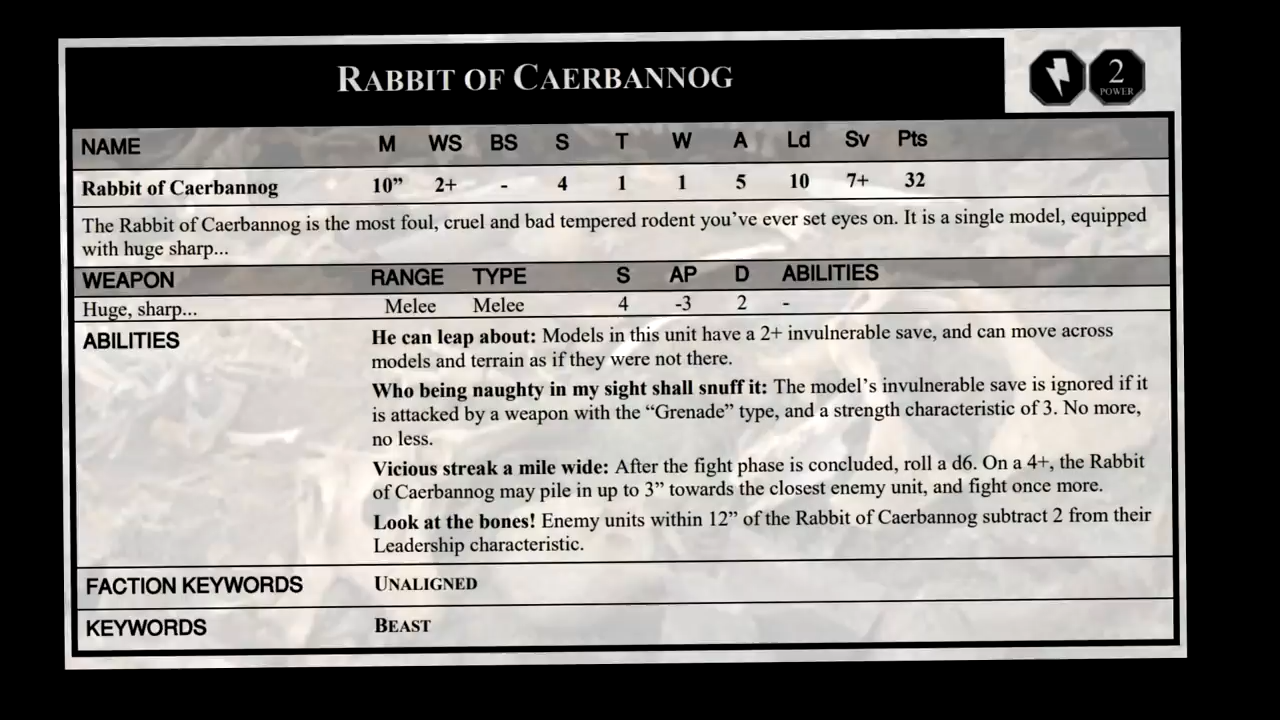 RABBIT OF CAERBANNOG
2
POWER
NAME M WS BS S T W A Ld Sv Pts
Rabbit of Caerbannog 10” 2+ - 4 1 1 5 10 7+ 32
The Rabbit of Caerbannog is the most foul, cruel and bad tempered rodent you’ve ever set eyes on. It is a single model, equipped
with huge sharp...
WEAPON RANGE TYPE S AP D ABILITIES
Huge, sharp... Melee Melee 4 -3 2 -
ABILITIES
He can leap about: Models in this unit have a 2+ invulnerable save, and can move across
models and terrain as if they were not there.
Who being naughty in my sight shall snuff it: The model’s invulnerable save is ignored if it
is attacked by a weapon with the “Grenade” type, and a strength characteristic of 3. No more,
no less.
Vicious streak a mile wide: After the fight phase is concluded, roll a d6. On a 4+, the Rabbit
of Caerbannog may pile in up to 3” towards the closest enemy unit, and fight once more.
Look at the bones! Enemy units within 12” of the Rabbit of Caerbannog subtract 2 from their
Leadership characteristic.
FACTION KEYWORDS UNALIGNED
KEYWORDS BEAST